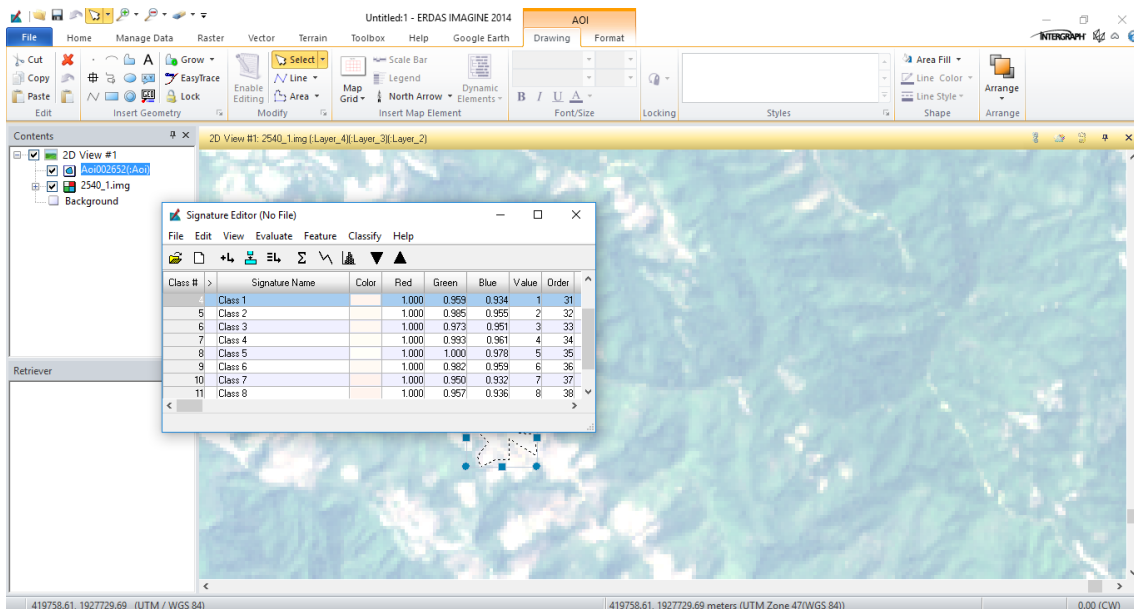 Untitled:1 - ERDAS IMAGINE 2014
AOI
File Home Manage Data Raster Vector Terrain Toolbox Help Google Earth Drawing Format
INTERGRAPH
Cut
Copy
Paste
Edit
A
Grow
EasyTrace
Lock
Insert Geometry
Enable Editing
Select
Line
Area
Modify
Map Grid
Scale Bar
Legend
North Arrow
Dynamic Elements
Insert Map Element
B I U A
Font/Size
Locking
Styles
Area Fill
Line Color
Line Style
Shape
Arrange
Arrange
Contents
2D View #1
Aoi002652(:Aoi)
2540_1.img
Background
Retriever
2D View #1: 2540_1.img (:Layer_4)(:Layer_3)(:Layer_2)
Signature Editor (No File)
File Edit View Evaluate Feature Classify Help
Class # > Signature Name Color Red Green Blue Value Order
4 Class 1 1.000 0.959 0.934 1 31
5 Class 2 1.000 0.985 0.955 2 32
6 Class 3 1.000 0.973 0.951 3 33
7 Class 4 1.000 0.993 0.961 4 34
8 Class 5 1.000 1.000 0.978 5 35
9 Class 6 1.000 0.982 0.959 6 36
10 Class 7 1.000 0.950 0.932 7 37
11 Class 8 1.000 0.957 0.936 8 38
419758.61, 1927729.69 (UTM / WGS 84)
419758.61, 1927729.69 meters (UTM Zone 47(WGS 84))
0.00 (CW)